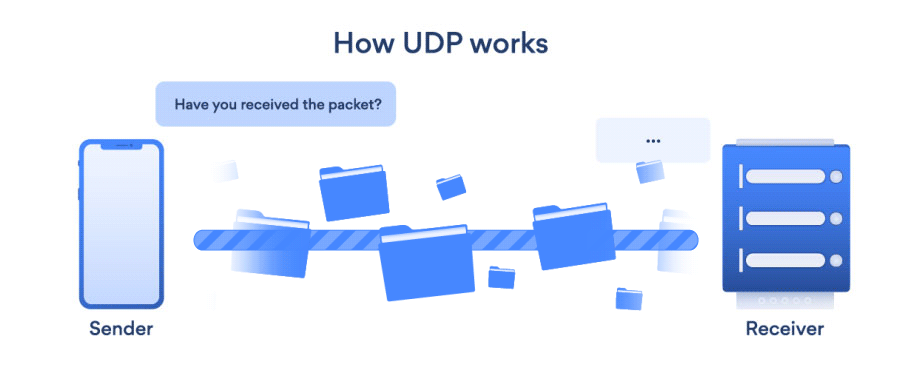 How UDP works
Have you received the packet?
...
Sender
Receiver